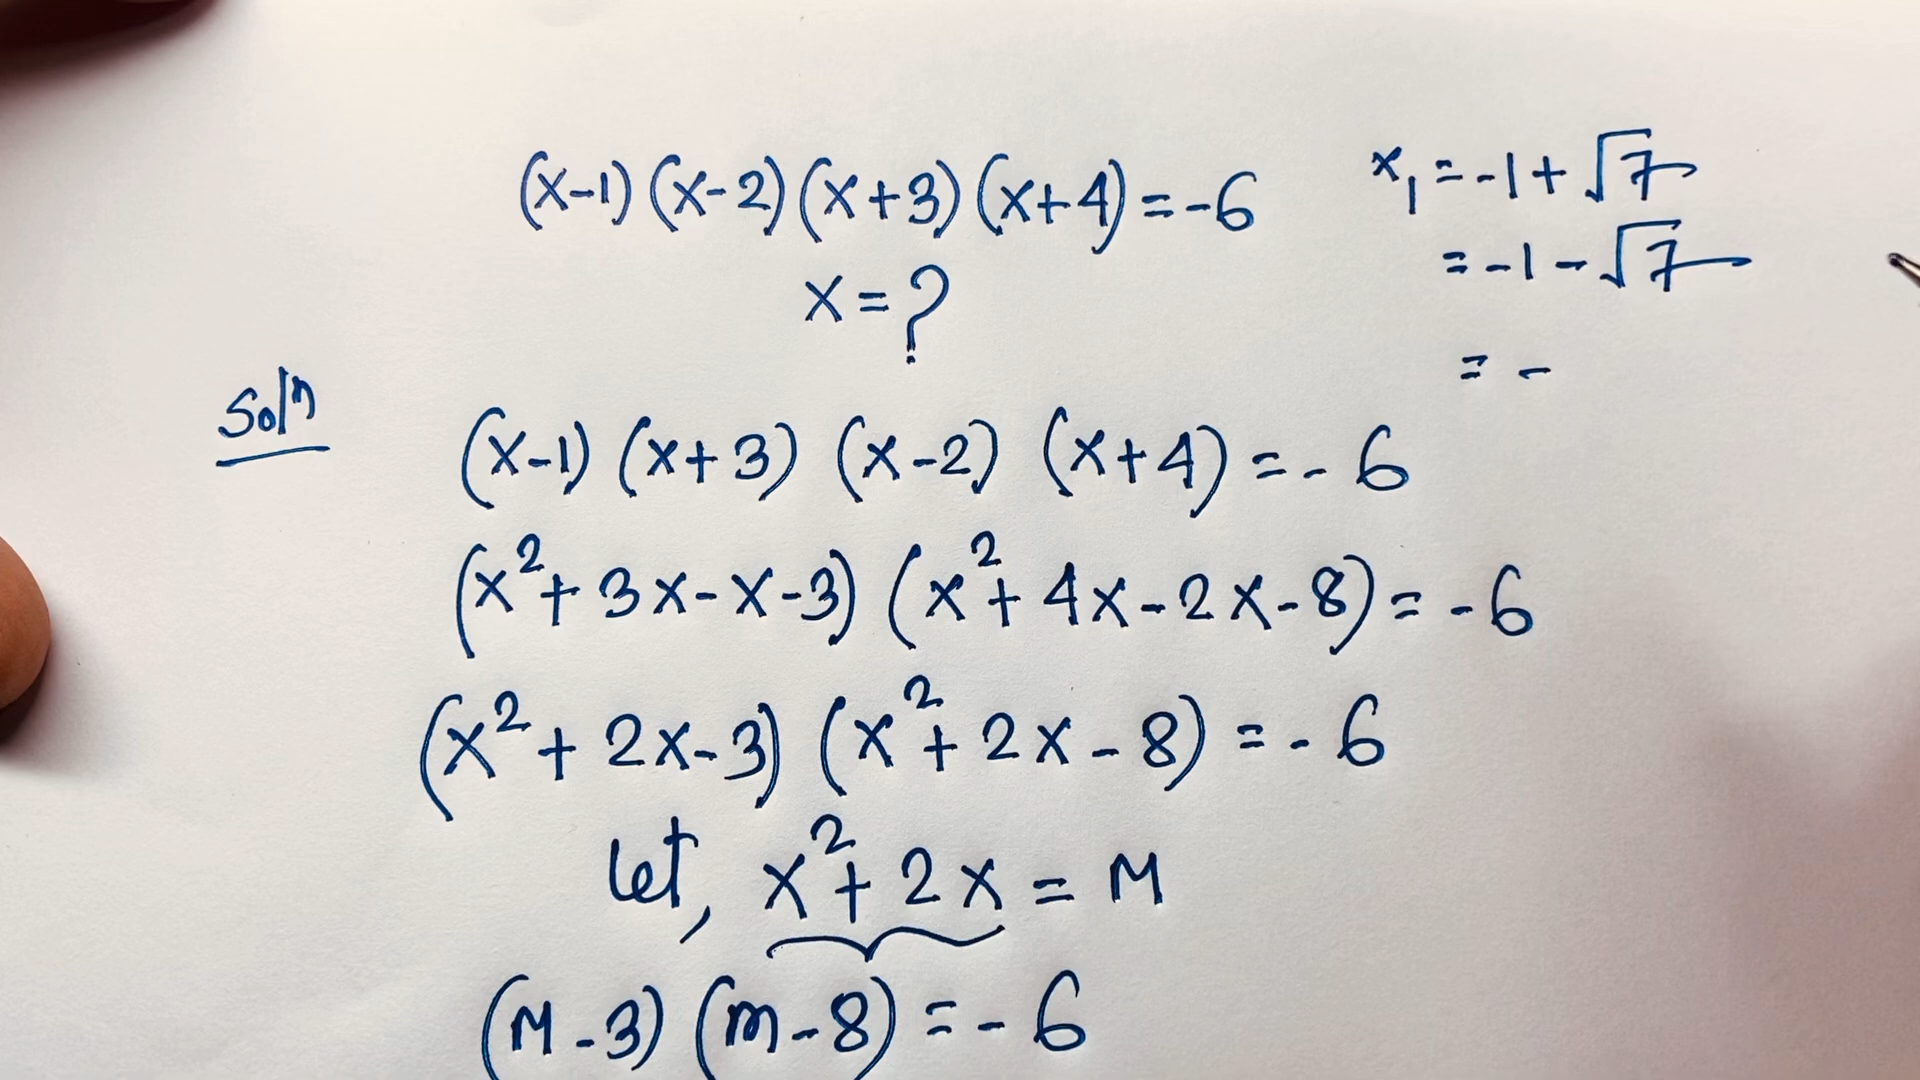 (x-1)(x-2)(x+3)(x+4)=-6
x=?
x₁=-1+√7
=-1-√7
= -
Soln
(x-1)(x+3)(x-2)(x+4)=-6
(x²+3x-x-3)(x²+4x-2x-8)=-6
(x²+2x-3)(x²+2x-8)=-6
let, x²+2x=M
(M-3)(m-8)=-6